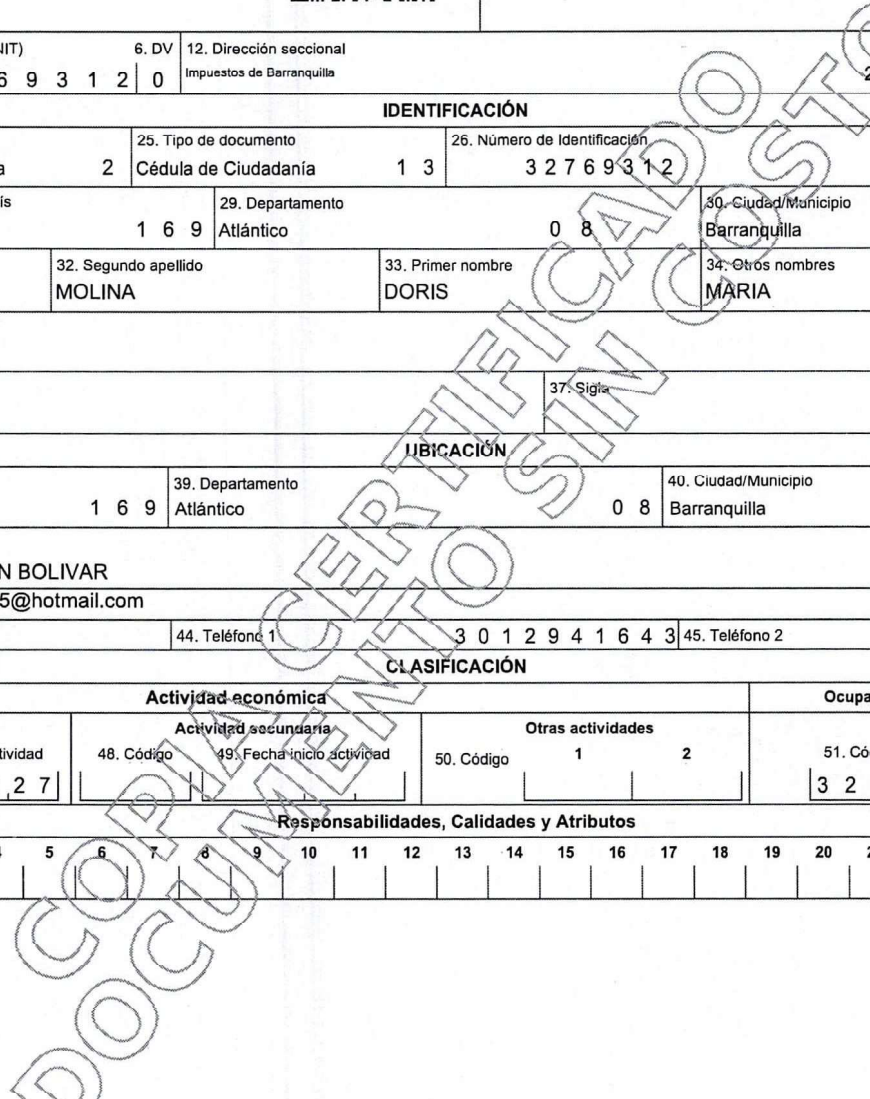 NIT) 6. DV 12. Dirección seccional
6 9 3 1 2 0 Impuestos de Barranquilla 2
IDENTIFICACIÓN
25. Tipo de documento 26. Número de Identificación
a 2 Cédula de Ciudadanía 1 3 3 2 7 6 9 3 1 2
ís 29. Departamento 30. Ciudad/Municipio
1 6 9 Atlántico 0 8 Barranquilla
32. Segundo apellido 33. Primer nombre 34. Otros nombres
MOLINA DORIS MARIA
37. Sigla
UBICACIÓN
39. Departamento 40. Ciudad/Municipio
1 6 9 Atlántico 0 8 Barranquilla
N BOLIVAR
5@hotmail.com
44. Teléfono 1 3 0 1 2 9 4 1 6 4 3 45. Teléfono 2
CLASIFICACIÓN
Actividad económica Ocupa
Actividad secundaria Otras actividades
tividad 48. Código 49. Fecha inicio actividad 50. Código 1 2 51. Có
2 7 3 2
Responsabilidades, Calidades y Atributos
5 6 7 8 9 10 11 12 13 14 15 16 17 18 19 20 2
COPIA CERTIFICADO
DOCUMENTO SIN COSTO